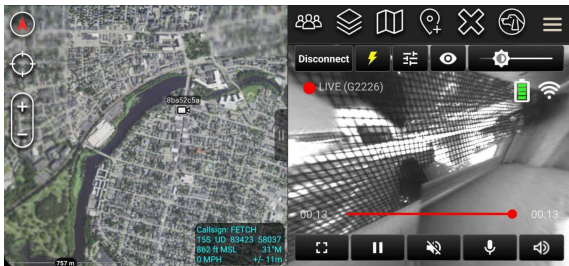 8ba52c5a
Callsign: FETCH
15S UD 83423 58037
862 ft MSL 31°M
0 MPH +/- 11m
757 m
Disconnect
LIVE (G2226)
00:13
00:13